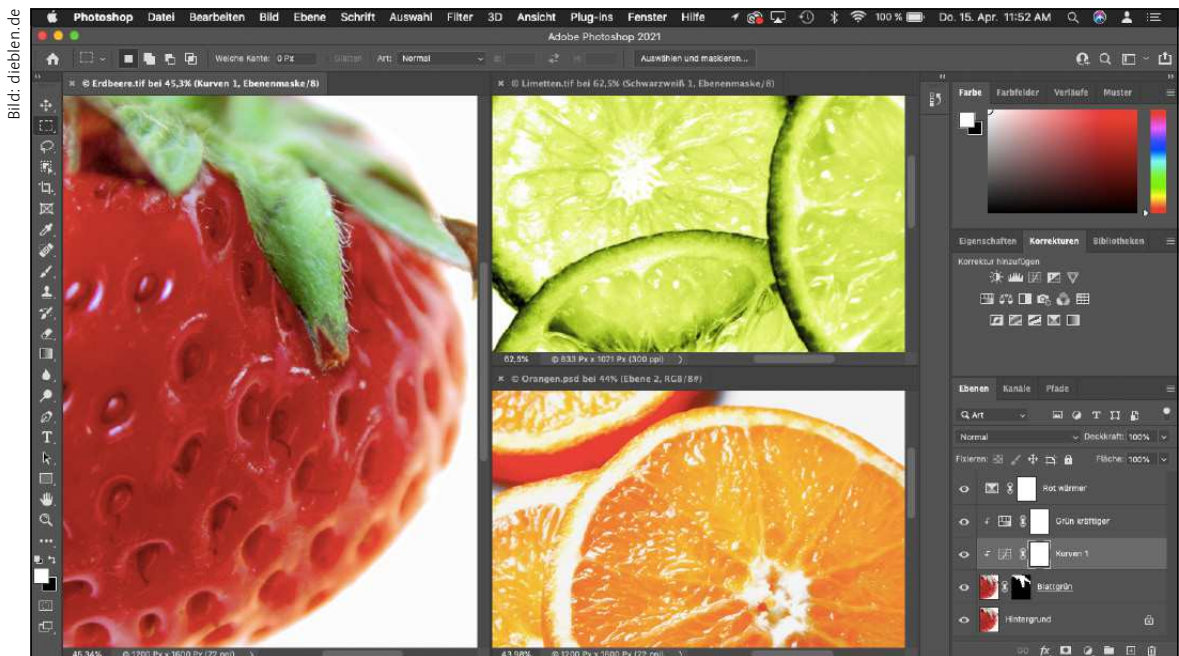 Bild: dieblen.de
Photoshop Datei Bearbeiten Bild Ebene Schrift Auswahl Filter 3D Ansicht Plug-ins Fenster Hilfe 100 % Do. 15. Apr. 11:52 AM
Adobe Photoshop 2021
Weiche Kante: 0 Px Glätten Art: Normal Auswählen und maskieren...
© Erdbeere.tif bei 45,3% (Kurven 1, Ebenenmaske/8)
© Limetten.tif bei 62,5% (Schwarzweiß 1, Ebenenmaske/8)
62,5% © 833 Px x 1071 Px (300 ppi)
© Orangen.psd bei 44% (Ebene 2, RGB/8#)
45,34% © 1200 Px x 1600 Px (72 ppi)
43,98% © 1200 Px x 1600 Px (72 ppi)
Farbe Farbfelder Verläufe Muster
Eigenschaften Korrekturen Bibliotheken
Korrektur hinzufügen
Ebenen Kanäle Pfade
Art
Normal Deckkraft: 100%
Fixieren: Fläche: 100%
Rot wärmer
Grün kräftiger
Kurven 1
Blattgrün
Hintergrund